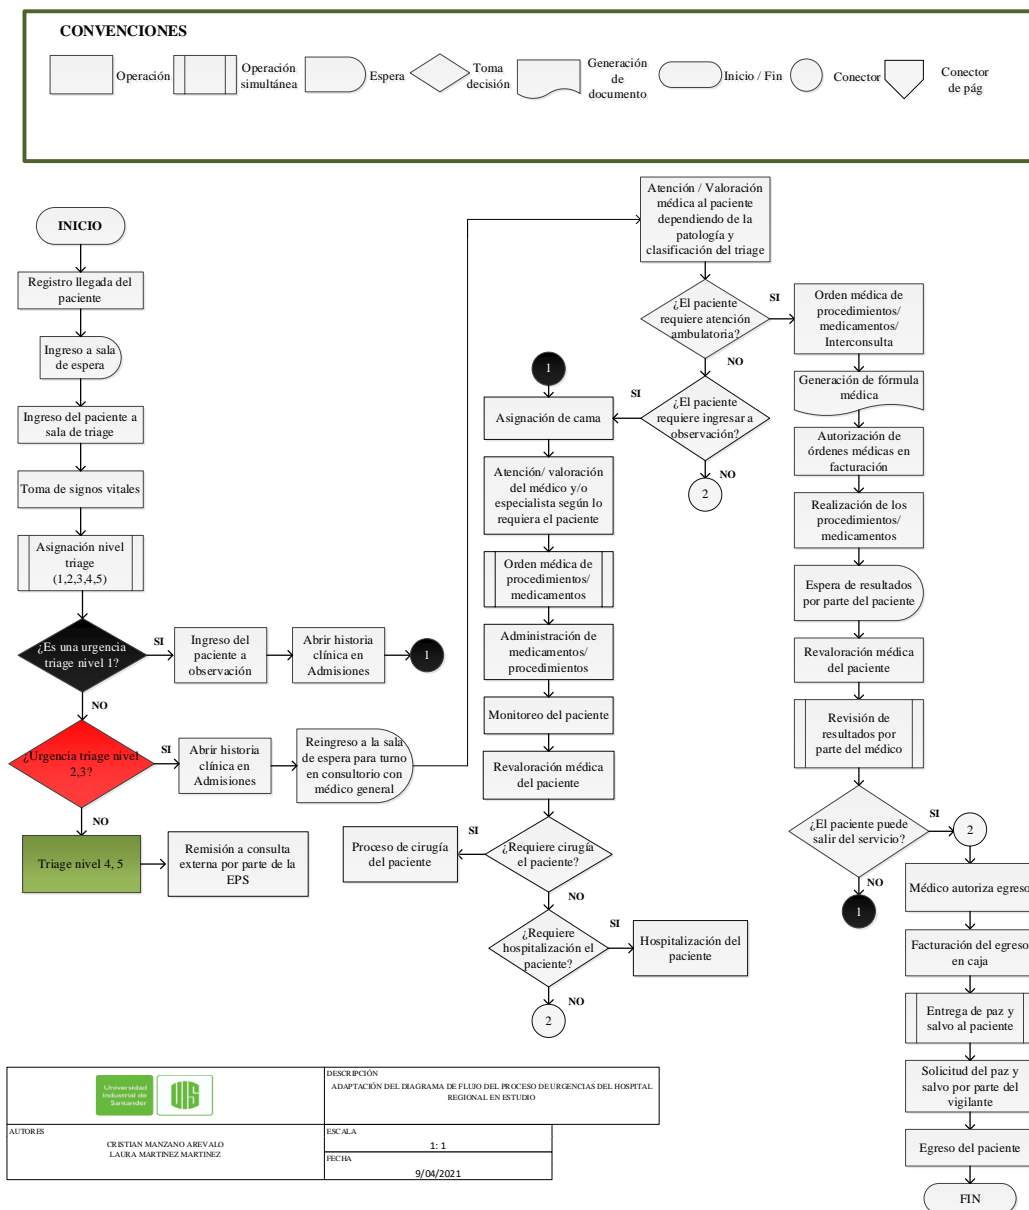 CONVENCIONES
Operación
Operación
simultánea
Espera
Toma
decisión
Generación
de
documento
Inicio / Fin
Conector
Conector
de pág
INICIO
Registro llegada del
paciente
Ingreso a sala
de espera
Ingreso del paciente a
sala de triage
Toma de signos vitales
Asignación nivel
triage
(1,2,3,4,5)
¿Es una urgencia
triage nivel 1?
SI
Ingreso del
paciente a
observación
Abrir historia
clínica en
Admisiones
1
NO
¿Urgencia triage nivel
2,3?
SI
Abrir historia
clínica en
Admisiones
Reingreso a la sala
de espera para turno
en consultorio con
médico general
NO
Triage nivel 4, 5
Remisión a consulta
externa por parte de la
EPS
Atención / Valoración
médica al paciente
dependiendo de la
patología y
clasificación del triage
¿El paciente
requiere atención
ambulatoria?
SI
NO
¿El paciente
requiere ingresar a
observación?
SI
NO
2
1
Asignación de cama
Atención/ valoración
del médico y/o
especialista según lo
requiera el paciente
Orden médica de
procedimientos/
medicamentos
Administración de
medicamentos/
procedimientos
Monitoreo del paciente
Revaloración médica
del paciente
¿Requiere cirugía
el paciente?
SI
Proceso de cirugía
del paciente
NO
¿Requiere
hospitalización el
paciente?
SI
Hospitalización del
paciente
NO
2
Orden médica de
procedimientos/
medicamentos/
Interconsulta
Generación de fórmula
médica
Autorización de
órdenes médicas en
facturación
Realización de los
procedimientos/
medicamentos
Espera de resultados
por parte del paciente
Revaloración médica
del paciente
Revisión de
resultados por
parte del médico
¿El paciente puede
salir del servicio?
SI
2
NO
1
Médico autoriza egreso
Facturación del egreso
en caja
Entrega de paz y
salvo al paciente
Solicitud del paz y
salvo por parte del
vigilante
Egreso del paciente
FIN
Universidad
Industrial de
Santander
UIS
DESCRIPCIÓN
ADAPTACIÓN DEL DIAGRAMA DE FLUJO DEL PROCESO DE URGENCIAS DEL HOSPITAL
REGIONAL EN ESTUDIO
AUTORES
CRISTIAN MANZANO AREVALO
LAURA MARTINEZ MARTINEZ
ESCALA
1: 1
FECHA
9/04/2021